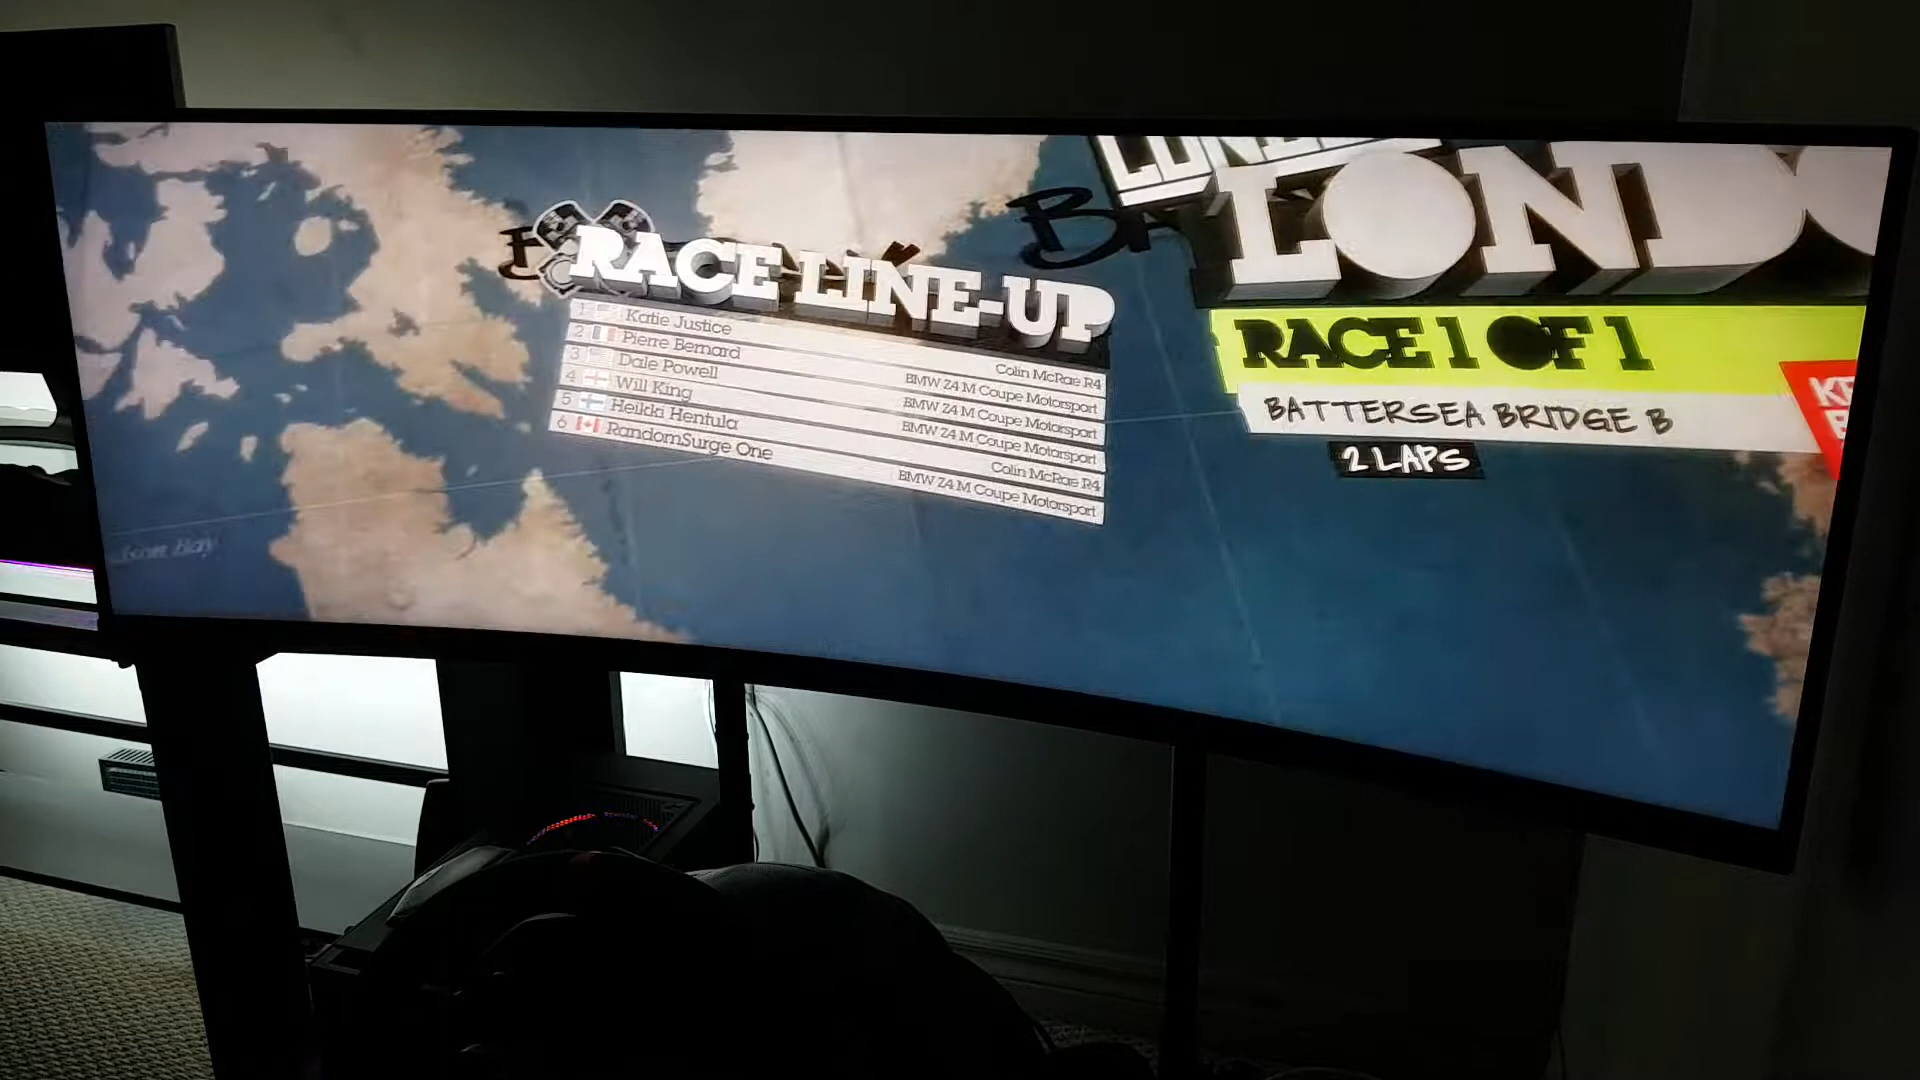 RACE LINE-UP
1 Katie Justice Colin McRae R4
2 Pierre Bernard BMW Z4 M Coupe Motorsport
3 Dale Powell BMW Z4 M Coupe Motorsport
4 Will King BMW Z4 M Coupe Motorsport
5 Heikki Hentula Colin McRae R4
6 RandomSurge One BMW Z4 M Coupe Motorsport
RACE 1 OF 1
BATTERSEA BRIDGE B
2 LAPS